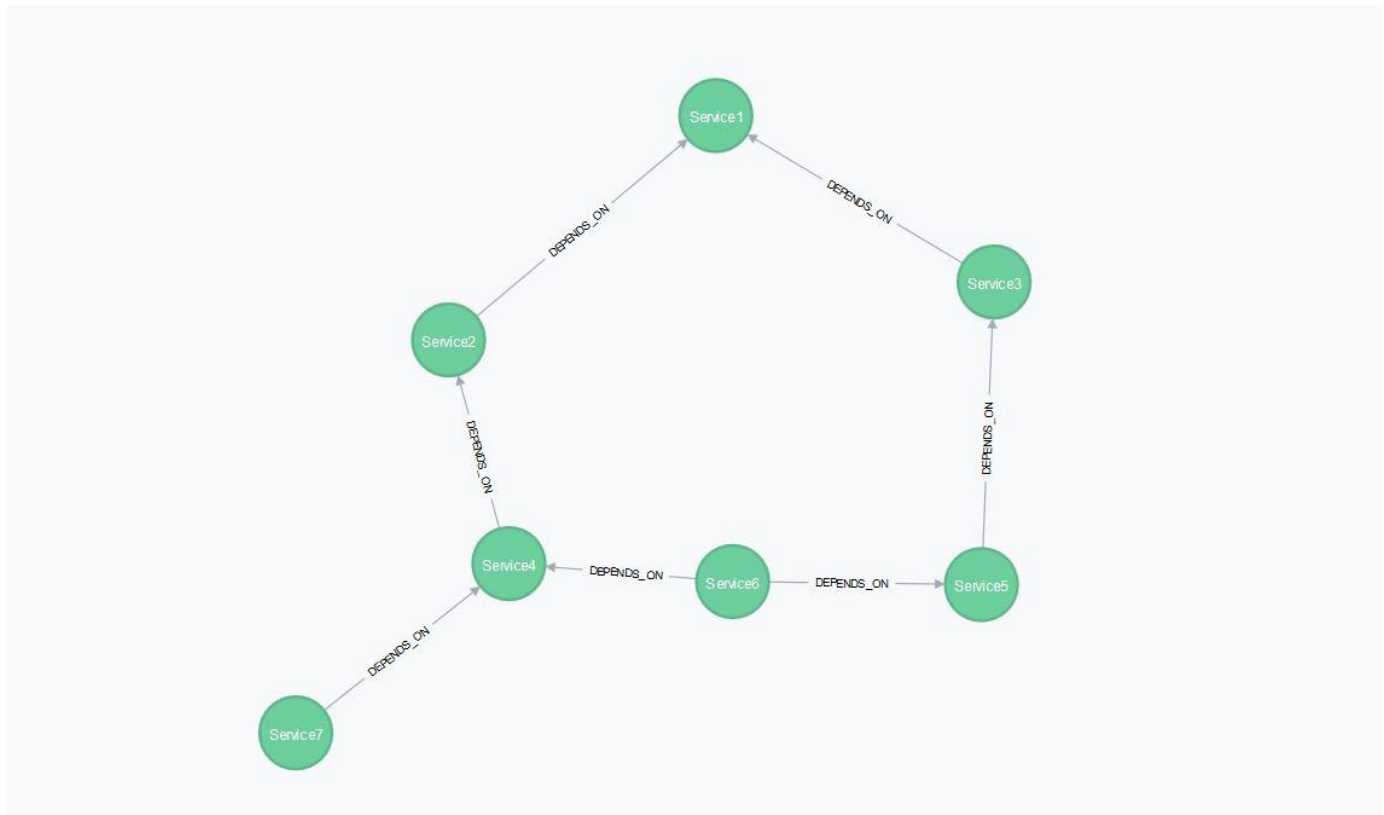 Service1
DEPENDS_ON
DEPENDS_ON
Service3
Service2
DEPENDS_ON
DEPENDS_ON
Service4
DEPENDS_ON
Service6
DEPENDS_ON
Service5
DEPENDS_ON
Service7